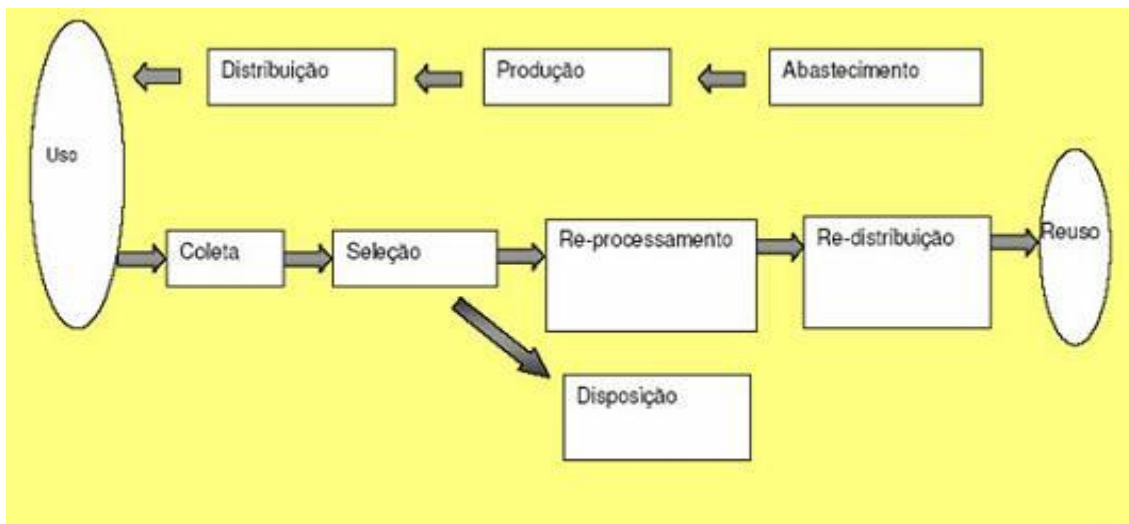 Distribuição
Produção
Abastecimento
Uso
Coleta
Seleção
Re-processamento
Re-distribuição
Reuso
Disposição